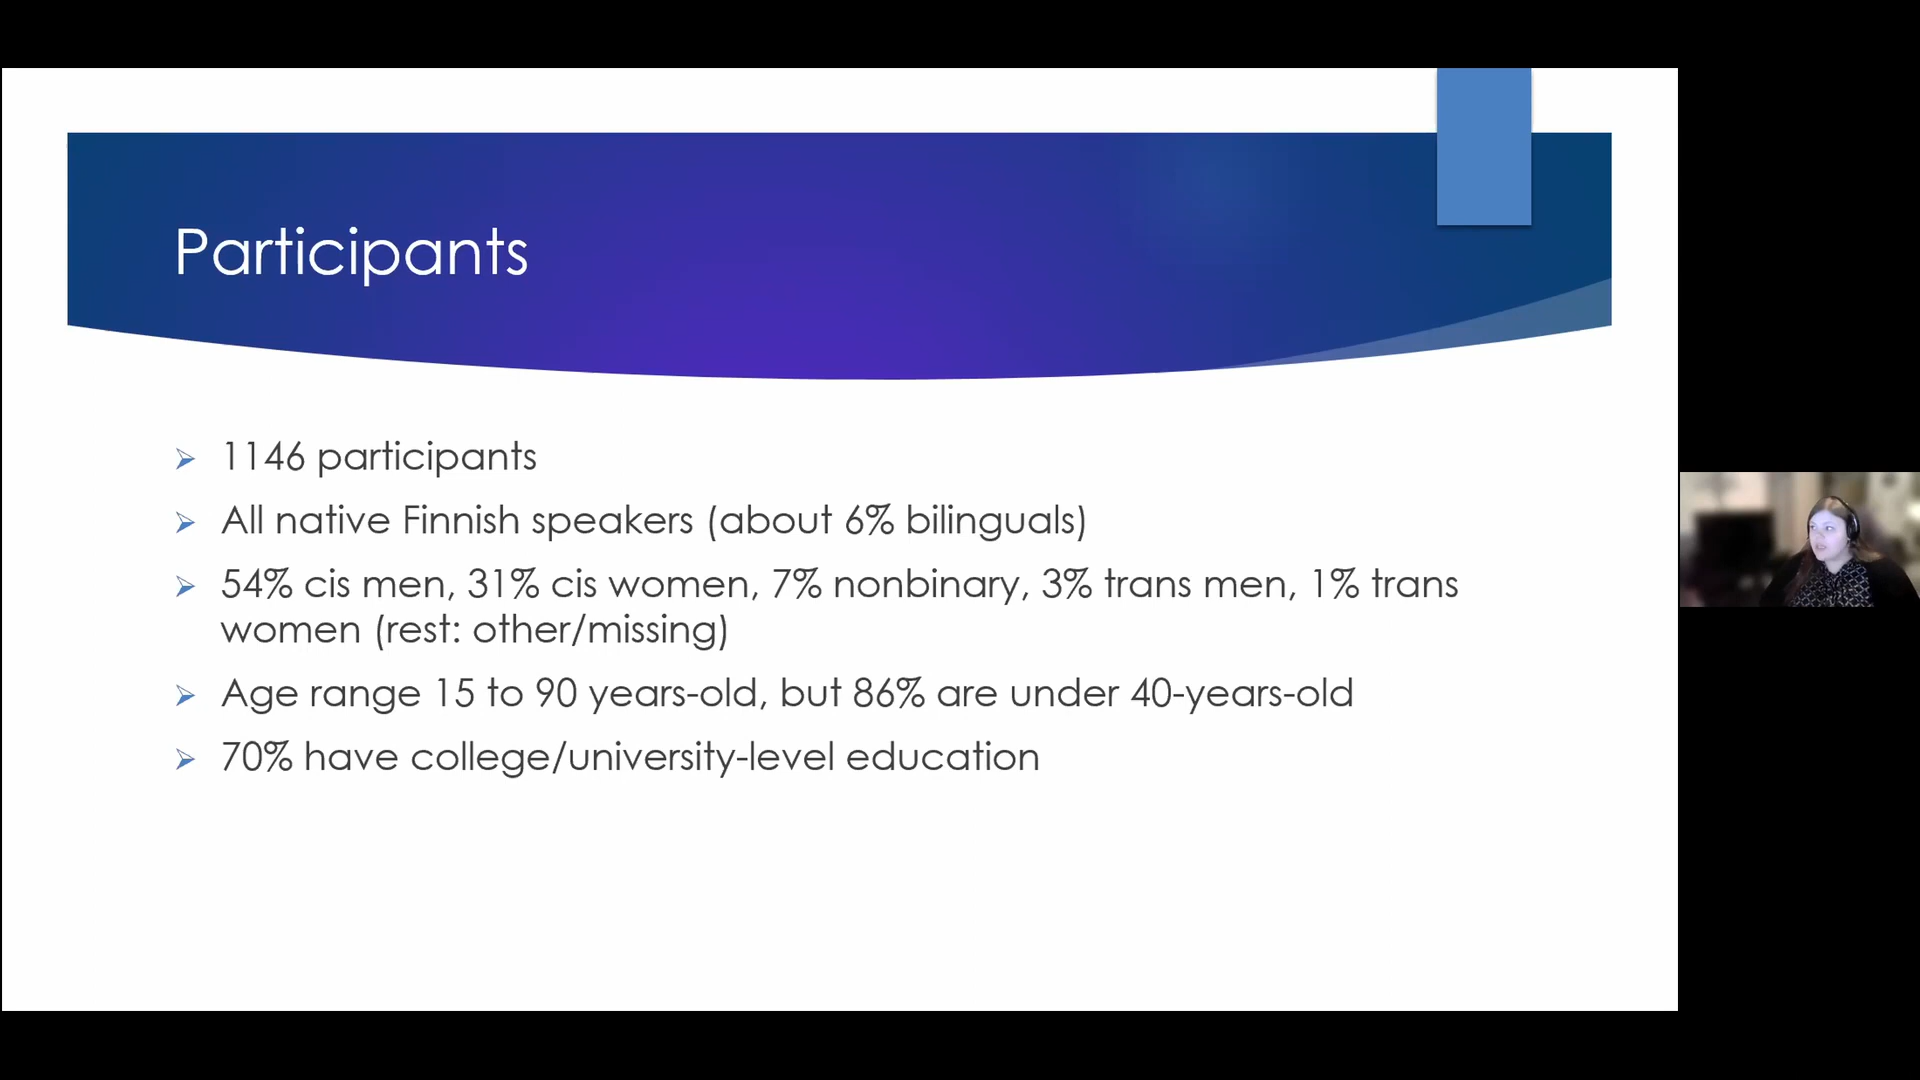 Participants
1146 participants
All native Finnish speakers (about 6% bilinguals)
54% cis men, 31% cis women, 7% nonbinary, 3% trans men, 1% trans
women (rest: other/missing)
Age range 15 to 90 years-old, but 86% are under 40-years-old
70% have college/university-level education